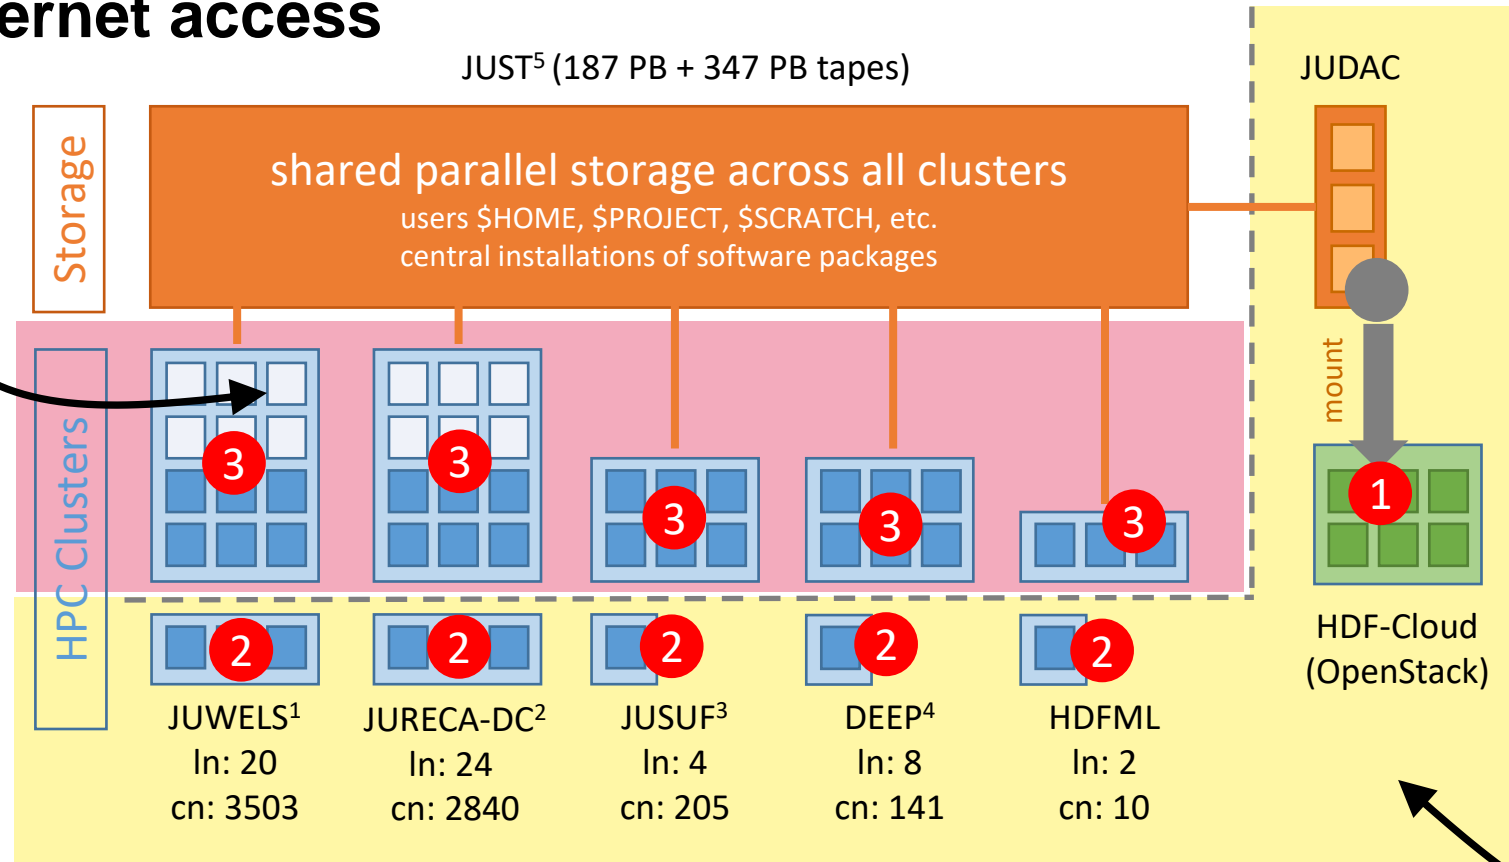 ernet access
JUST⁵ (187 PB + 347 PB tapes)
JUDAC
Storage
shared parallel storage across all clusters
users $HOME, $PROJECT, $SCRATCH, etc.
central installations of software packages
mount
HPC Clusters
3
3
3
3
3
1
2
2
2
2
2
HDF-Cloud
(OpenStack)
JUWELS¹
ln: 20
cn: 3503
JURECA-DC²
ln: 24
cn: 2840
JUSUF³
ln: 4
cn: 205
DEEP⁴
ln: 8
cn: 141
HDFML
ln: 2
cn: 10